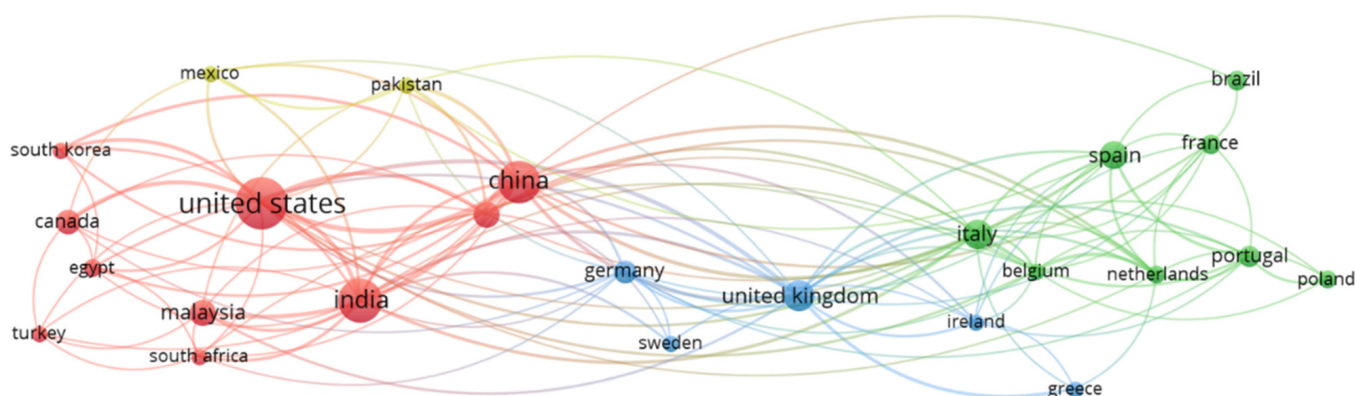 mexico
pakistan
brazil
south korea
france
spain
china
united states
canada
italy
egypt
germany
belgium
netherlands
portugal
poland
united kingdom
india
malaysia
ireland
turkey
sweden
south africa
greece